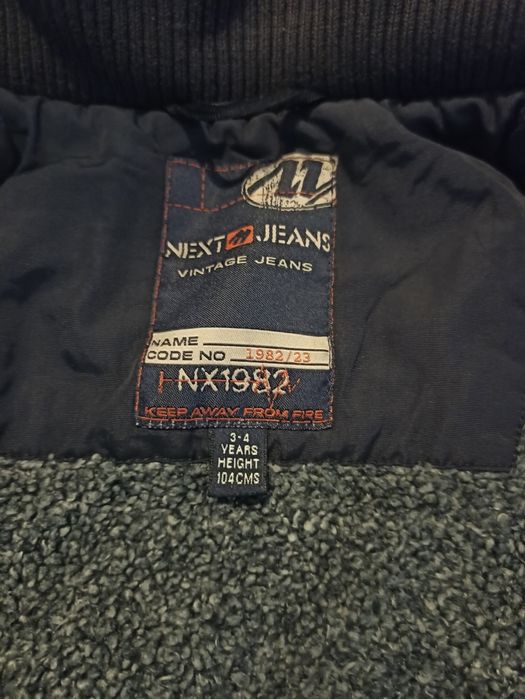 11
NEXT JEANS
VINTAGE JEANS
NAME
CODE NO 1982/23
NX1982
KEEP AWAY FROM FIRE
3-4
YEARS
HEIGHT
104CMS